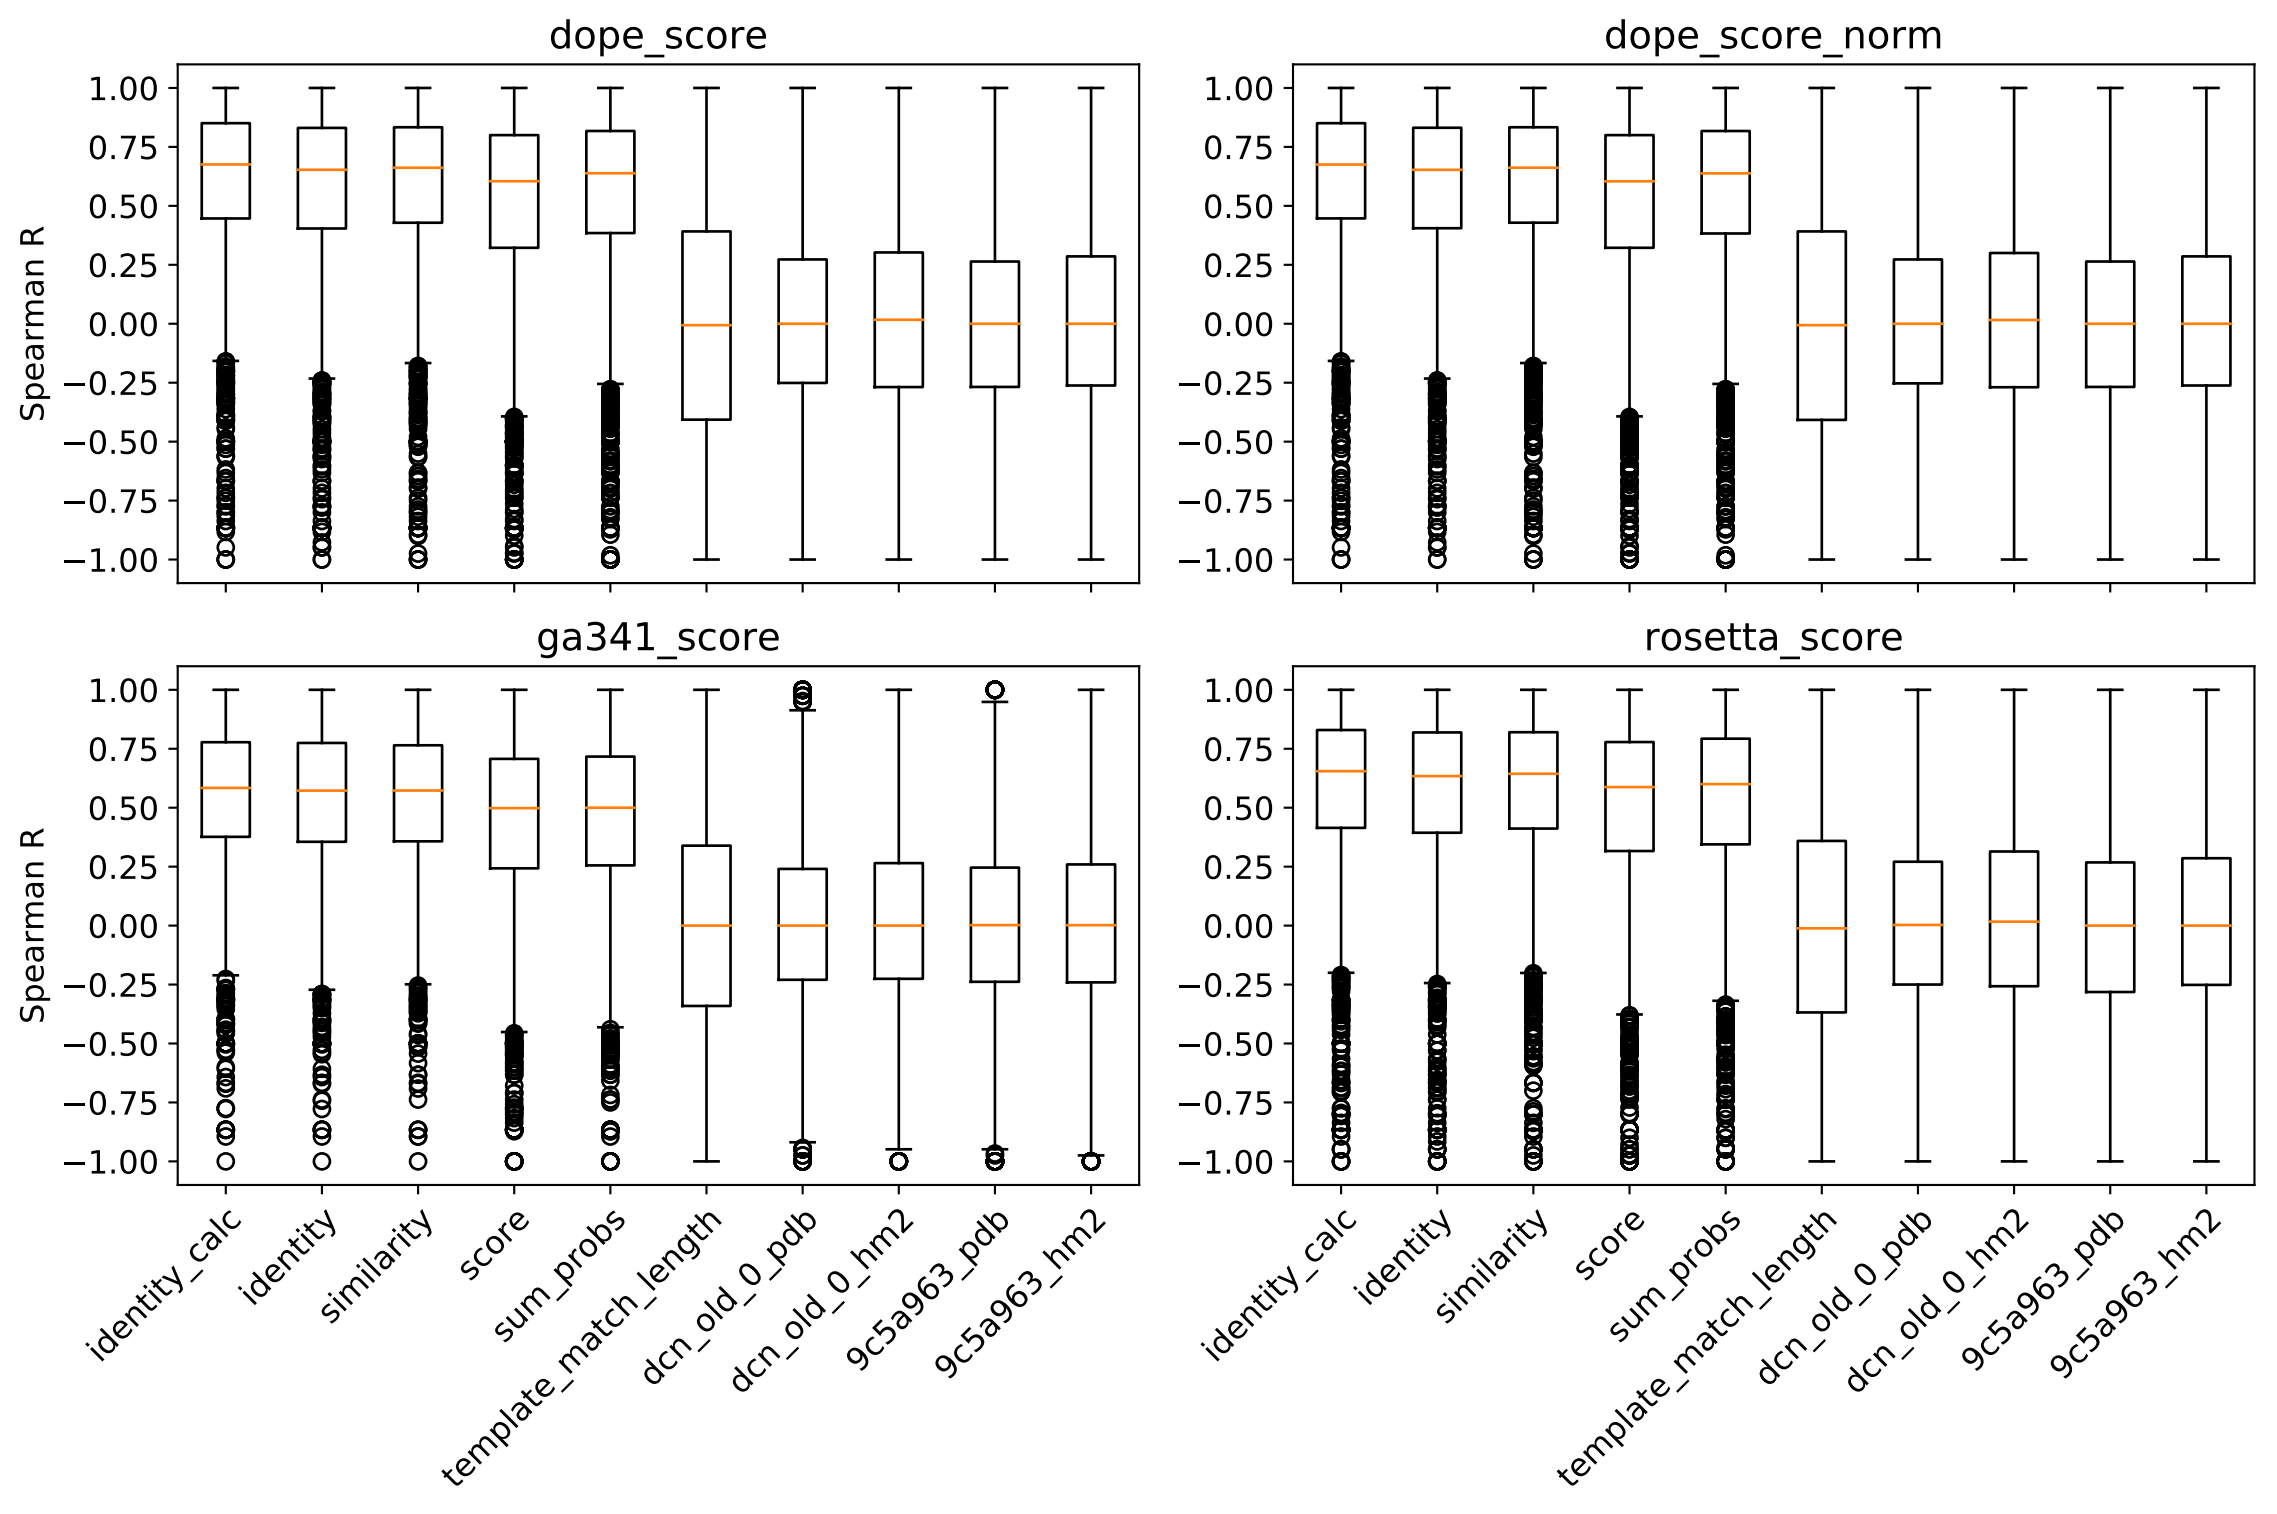 dope_score
1.00
0.75
0.50
0.25
0.00
−0.25
−0.50
−0.75
−1.00
Spearman R
dope_score_norm
1.00
0.75
0.50
0.25
0.00
−0.25
−0.50
−0.75
−1.00
ga341_score
1.00
0.75
0.50
0.25
0.00
−0.25
−0.50
−0.75
−1.00
Spearman R
identity_calc
identity
similarity
score
sum_probs
template_match_length
dcn_old_0_pdb
dcn_old_0_hm2
9c5a963_pdb
9c5a963_hm2
rosetta_score
1.00
0.75
0.50
0.25
0.00
−0.25
−0.50
−0.75
−1.00
identity_calc
identity
similarity
score
sum_probs
template_match_length
dcn_old_0_pdb
dcn_old_0_hm2
9c5a963_pdb
9c5a963_hm2